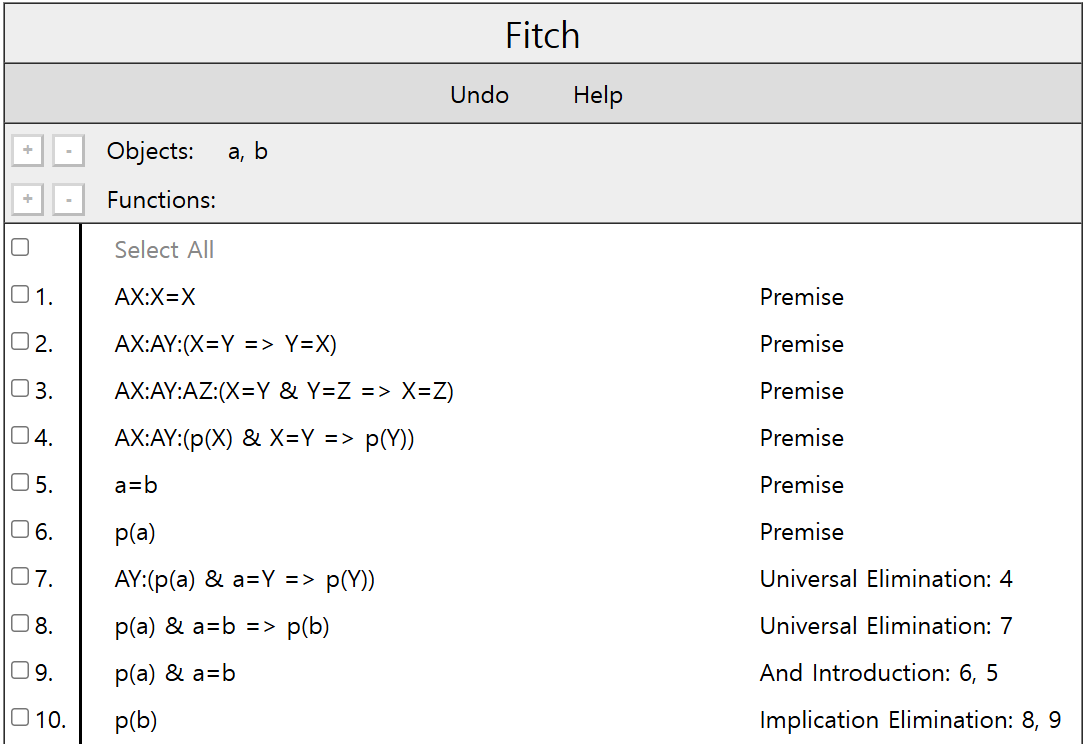 Fitch
Undo Help
+ - Objects: a, b
+ - Functions:
Select All
1. AX:X=X Premise
2. AX:AY:(X=Y => Y=X) Premise
3. AX:AY:AZ:(X=Y & Y=Z => X=Z) Premise
4. AX:AY:(p(X) & X=Y => p(Y)) Premise
5. a=b Premise
6. p(a) Premise
7. AY:(p(a) & a=Y => p(Y)) Universal Elimination: 4
8. p(a) & a=b => p(b) Universal Elimination: 7
9. p(a) & a=b And Introduction: 6, 5
10. p(b) Implication Elimination: 8, 9